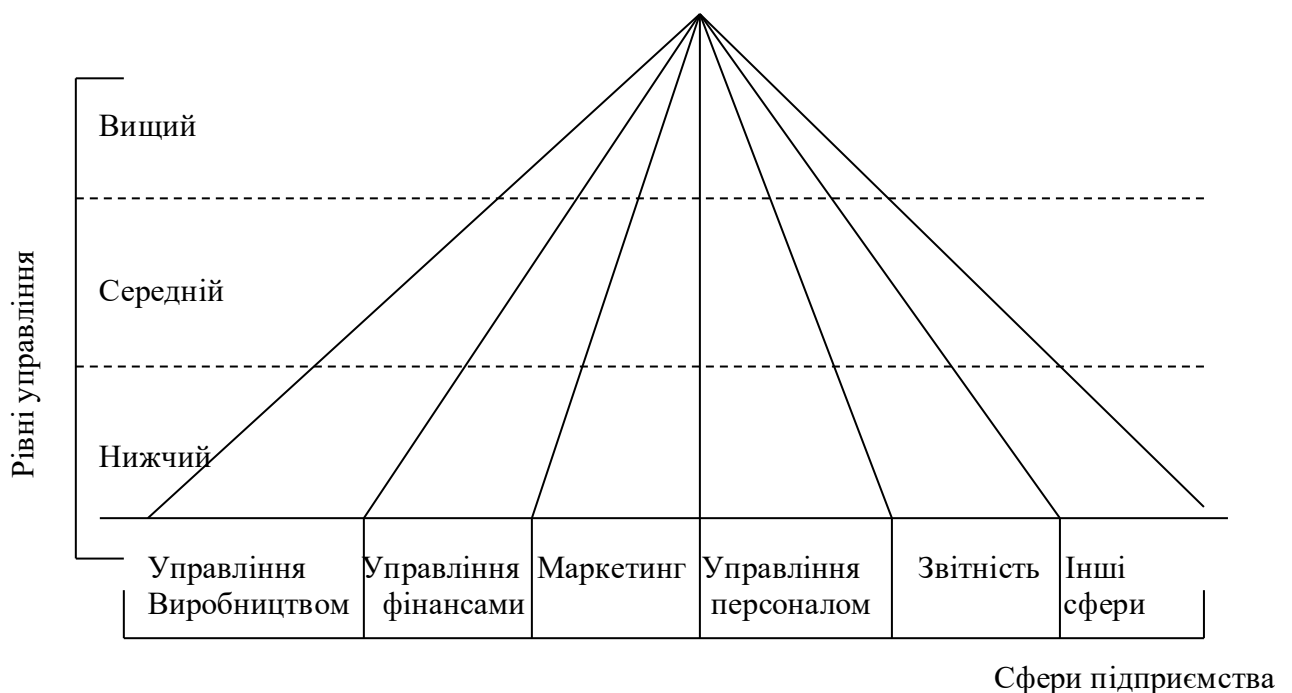 Вищий
Середній
Рівні управління
Нижчий
Управління Управління Маркетинг Управління Звітність Інші
Виробництвом фінансами персоналом сфери
Сфери підприємства